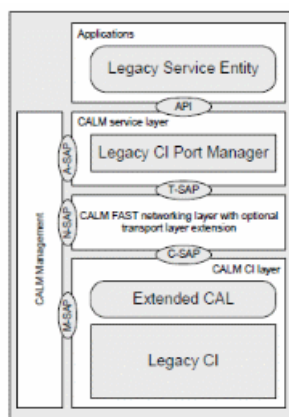 Applications
Legacy Service Entity
API
CALM service layer
Legacy CI Port Manager
A-SAP
T-SAP
CALM FAST networking layer with optional
transport layer extension
N-SAP
C-SAP
CALM CI layer
Extended CAL
M-SAP
Legacy CI
CALM Management